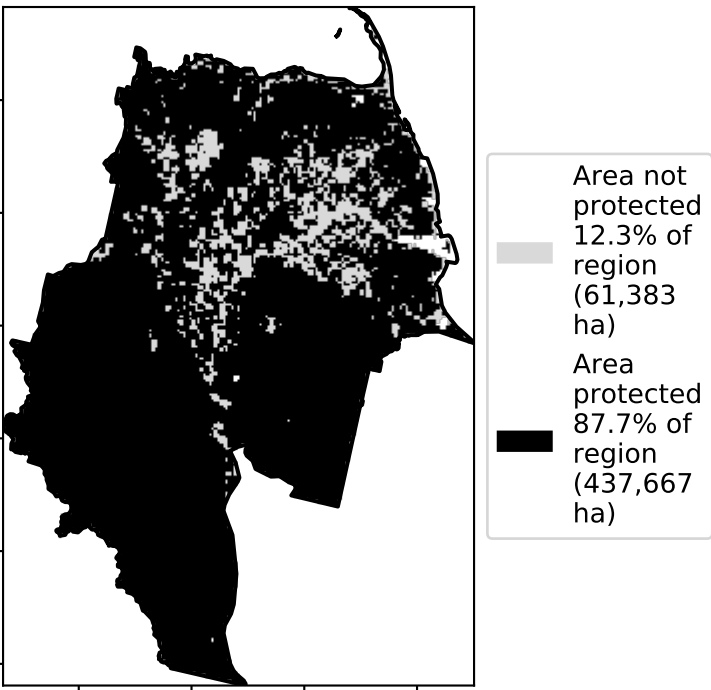 Area not
protected
12.3% of
region
(61,383
ha)
Area
protected
87.7% of
region
(437,667
ha)